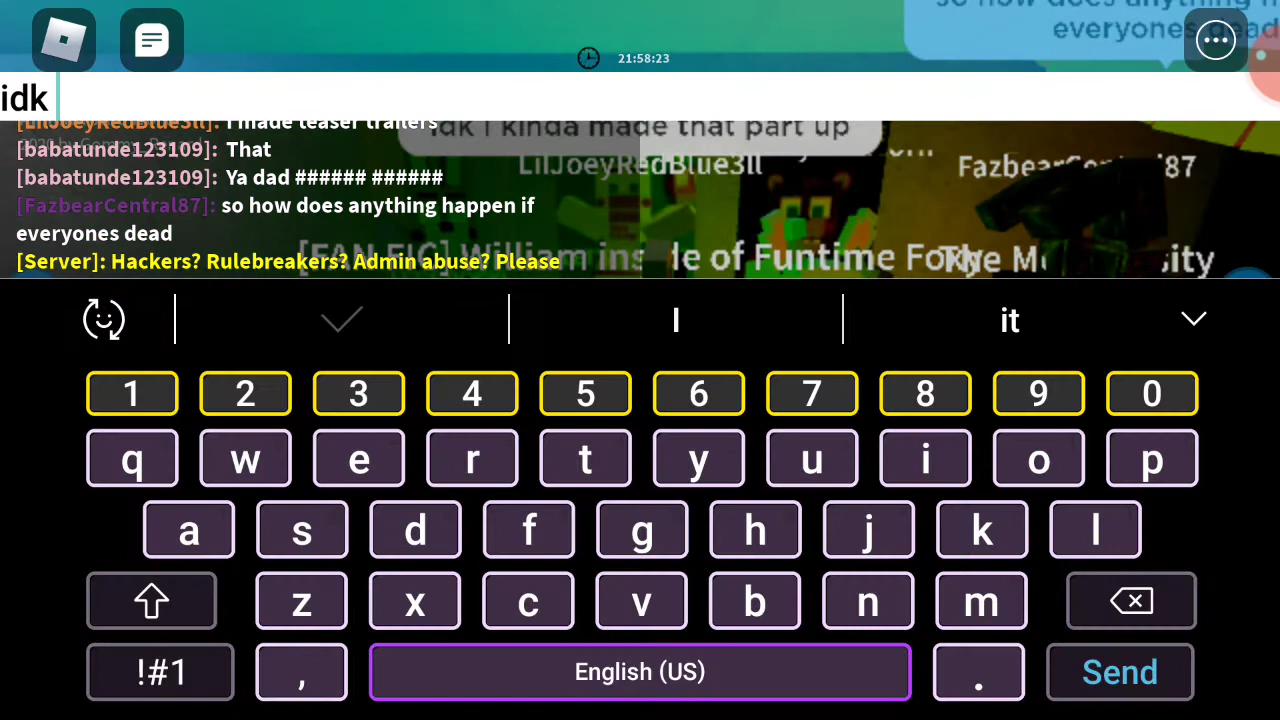 so how does anything h
everyones dead
21:58:23
idk
[LilJoeyRedBlue3ll]: I made teaser trailers
idk i kinda made that part up
[babatunde123109]: That
LilJoeyRedBlue3ll
FazbearCentral87
[babatunde123109]: Ya dad ###### ######
[FazbearCentral87]: so how does anything happen if
everyones dead
[FAN-FIC] William inside of Funtime Foxy
[Server]: Hackers? Rulebreakers? Admin abuse? Please
I
it
1 2 3 4 5 6 7 8 9 0
q w e r t y u i o p
a s d f g h j k l
z x c v b n m
!#1 , English (US) . Send